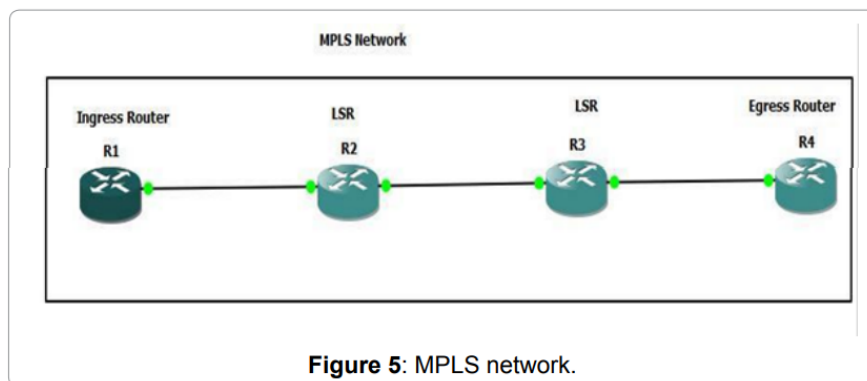 MPLS Network
Ingress Router
LSR
LSR
Egress Router
R1
R2
R3
R4
Figure 5: MPLS network.